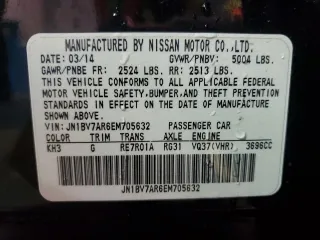 MANUFACTURED BY NISSAN MOTOR CO.,LTD.
DATE: 03/14 GVWR/PNBV: 5004 LBS.
GAWR/PNBE FR: 2524 LBS. RR: 2513 LBS.
THIS VEHICLE CONFORMS TO ALL APPLICABLE FEDERAL
MOTOR VEHICLE SAFETY,BUMPER,AND THEFT PREVENTION
STANDARDS IN EFFECT ON THE DATE OF MANUFACTURE SHOWN
ABOVE.
VIN: JN1BV7AR6EM705632 PASSENGER CAR
COLOR TRIM TRANS AXLE ENGINE
KH3 G RE7R01A RG31 VQ37(VHR) 3696CC
JN1BV7AR6EM705632